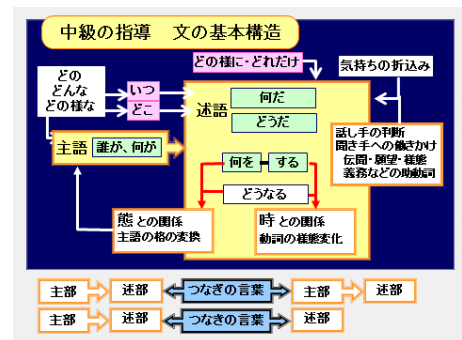 中級の指導　文の基本構造
どの様に・どれだけ
気持ちの折込み
どの
どんな
どの様な
いつ
どこ
述語
何だ
どうだ
主語
誰が、何が
何を
する
どうなる
話し手の判断
聞き手への働きかけ
伝聞・願望・様態
義務などの助動詞
態との関係
主語の格の変換
時との関係
動詞の様態変化
主部
述部
つなぎの言葉
主部
述部
主部
述部
つなぎの言葉
述部